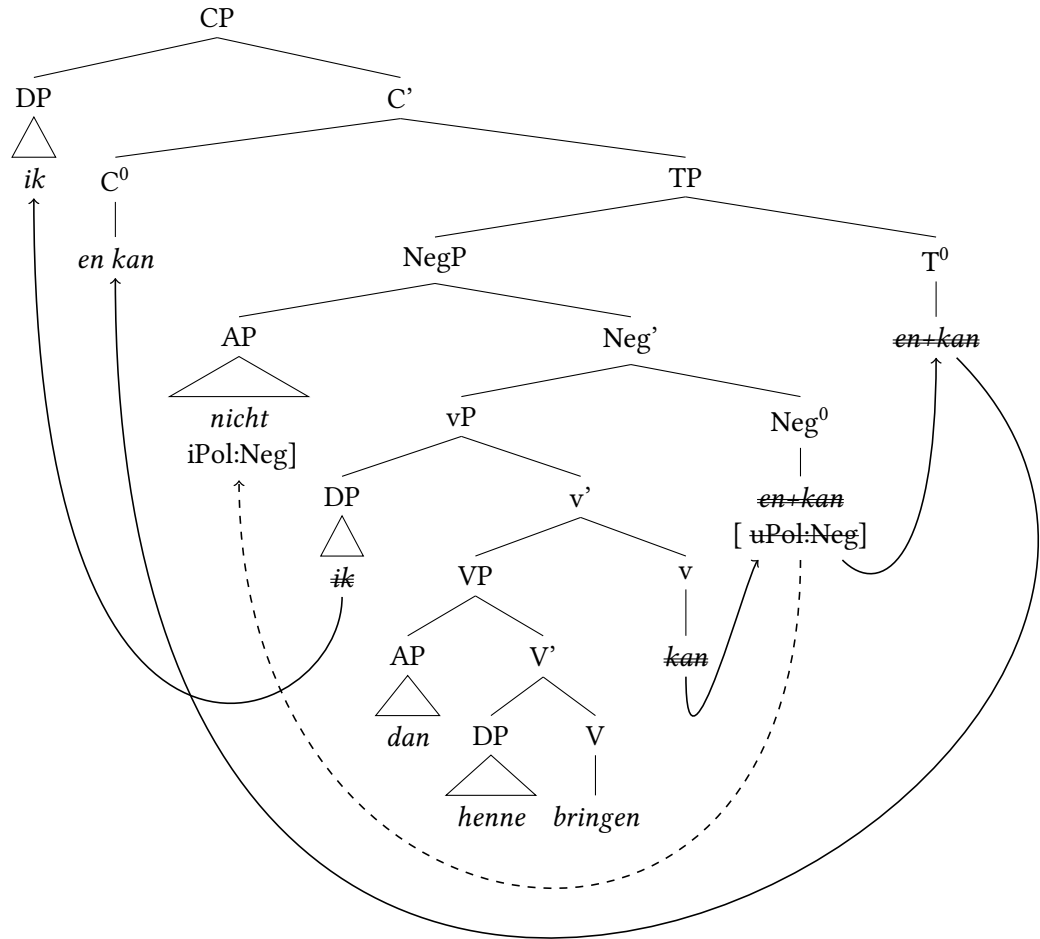 CP
DP C’
ik C⁰ TP
en kan NegP T⁰
AP Neg’ en+kan
nicht vP Neg⁰
iPol:Neg]
DP v’ en+kan
[ uPol:Neg]
ik VP v
AP V’ kan
dan DP V
henne bringen